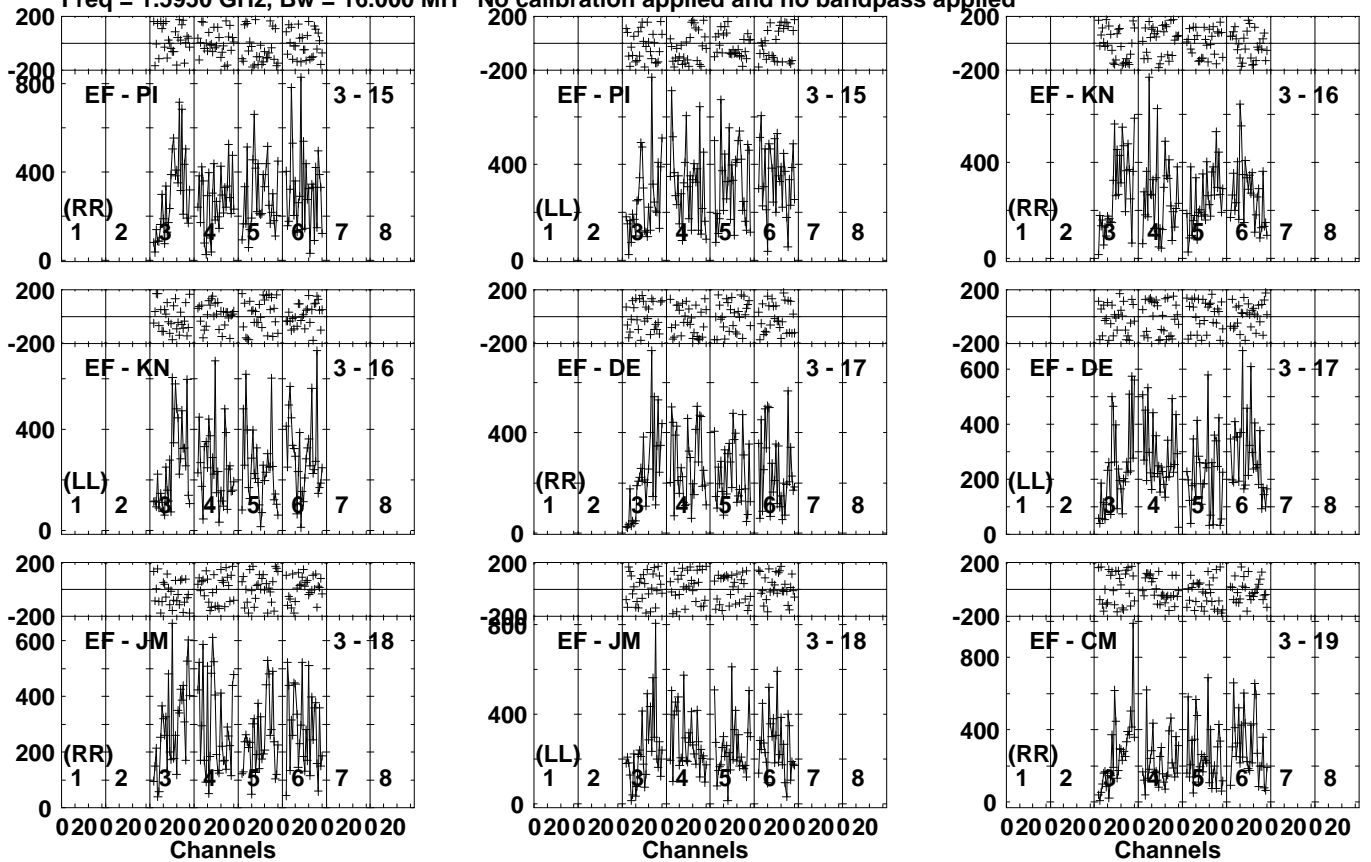 Freq = 1.5950 GHz, Bw = 16.000 MH No calibration applied and no bandpass applied
200 200 200
-200 -200 -200
800
EF - PI 3 - 15 EF - PI 3 - 15 EF - KN 3 - 16
400 400 400
(RR) (LL) (RR)
1 2 3 4 5 6 7 8 1 2 3 4 5 6 7 8 1 2 3 4 5 6 7 8
0 0 0
200 200 200
-200 -200 -200
EF - KN 3 - 16 EF - DE 3 - 17 EF - DE 3 - 17
600
400 400 400
200
(LL) (RR) (LL)
1 2 3 4 5 6 7 8 1 2 3 4 5 6 7 8 1 2 3 4 5 6 7 8
0 0 0
200 200 200
-200 -200 -200
800
EF - JM 3 - 18 EF - JM 3 - 18 EF - CM 3 - 19
600 800
400 400 400
200
(RR) (LL) (RR)
1 2 3 4 5 6 7 8 1 2 3 4 5 6 7 8 1 2 3 4 5 6 7 8
0 0 0
0 20 0 20 0 20 0 20 0 20 0 20 0 20 0 20 0 20 0 20 0 20 0 20 0 20 0 20 0 20 0 20 0 20 0 20 0 20 0 20 0 20 0 20 0 20 0 20
Channels Channels Channels